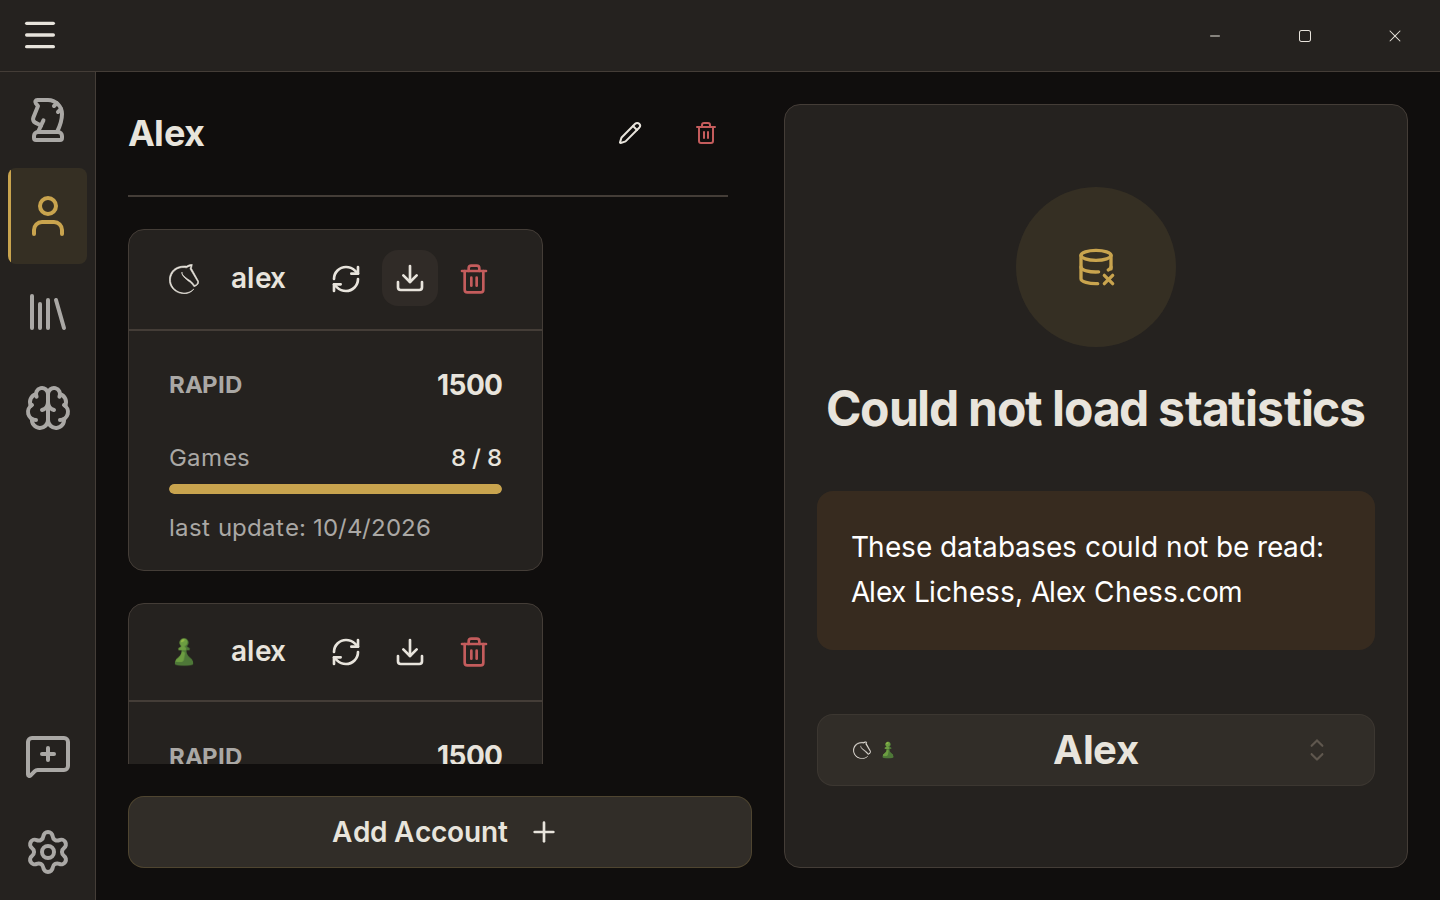 Alex
alex
RAPID 1500
Games 8 / 8
last update: 10/4/2026
alex
RAPID 1500
Add Account
Could not load statistics
These databases could not be read:
Alex Lichess, Alex Chess.com
Alex